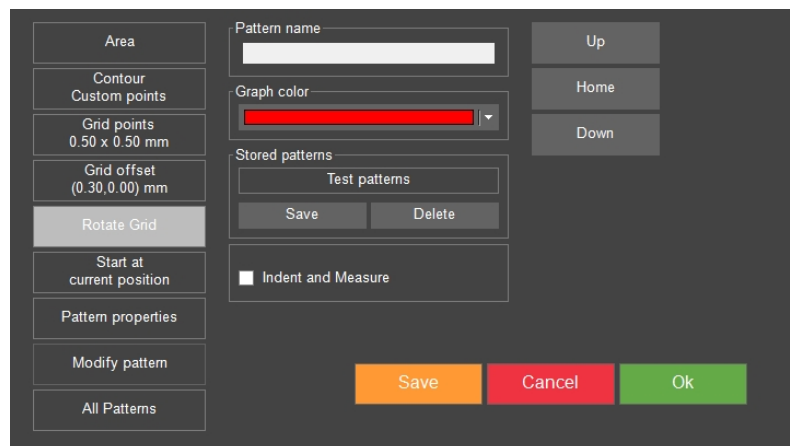 Area
Contour
Custom points
Grid points
0.50 x 0.50 mm
Grid offset
(0.30,0.00) mm
Rotate Grid
Start at
current position
Pattern properties
Modify pattern
All Patterns
Pattern name
Graph color
Stored patterns
Test patterns
Save
Delete
Indent and Measure
Up
Home
Down
Save
Cancel
Ok